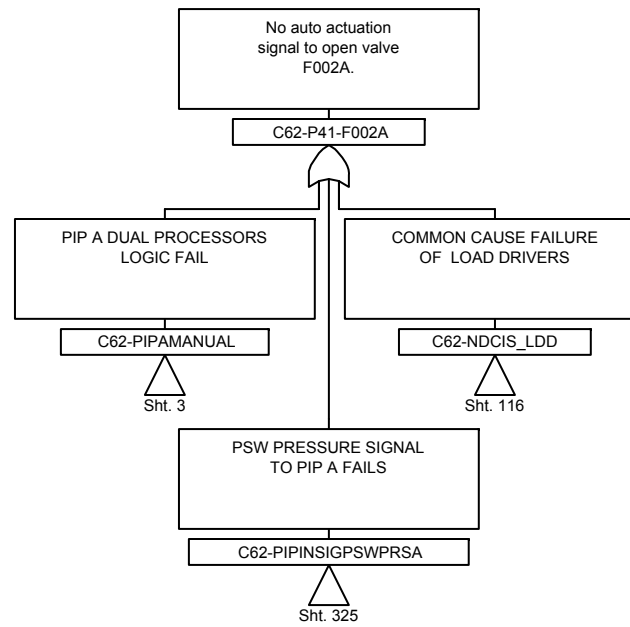 No auto actuation
signal to open valve
F002A.
C62-P41-F002A
PIP A DUAL PROCESSORS
LOGIC FAIL
C62-PIPAMANUAL
Sht. 3
COMMON CAUSE FAILURE
OF LOAD DRIVERS
C62-NDCIS_LDD
Sht. 116
PSW PRESSURE SIGNAL
TO PIP A FAILS
C62-PIPINSIGPSWPRSA
Sht. 325